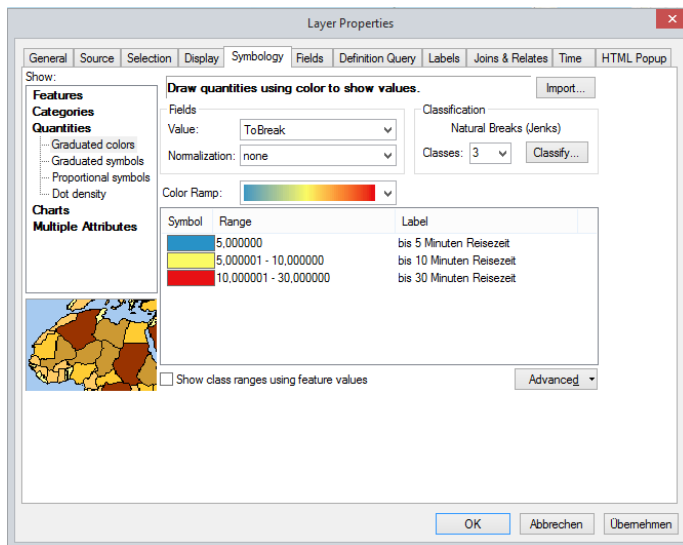 Layer Properties
General Source Selection Display Symbology Fields Definition Query Labels Joins & Relates Time HTML Popup
Show:
Features
Categories
Quantities
Graduated colors
Graduated symbols
Proportional symbols
Dot density
Charts
Multiple Attributes
Draw quantities using color to show values.
Import...
Fields
Value: ToBreak
Normalization: none
Classification
Natural Breaks (Jenks)
Classes: 3 Classify...
Color Ramp:
Symbol Range Label
5,000000 bis 5 Minuten Reisezeit
5,000001 - 10,000000 bis 10 Minuten Reisezeit
10,000001 - 30,000000 bis 30 Minuten Reisezeit
Show class ranges using feature values
Advanced
OK Abbrechen Übernehmen